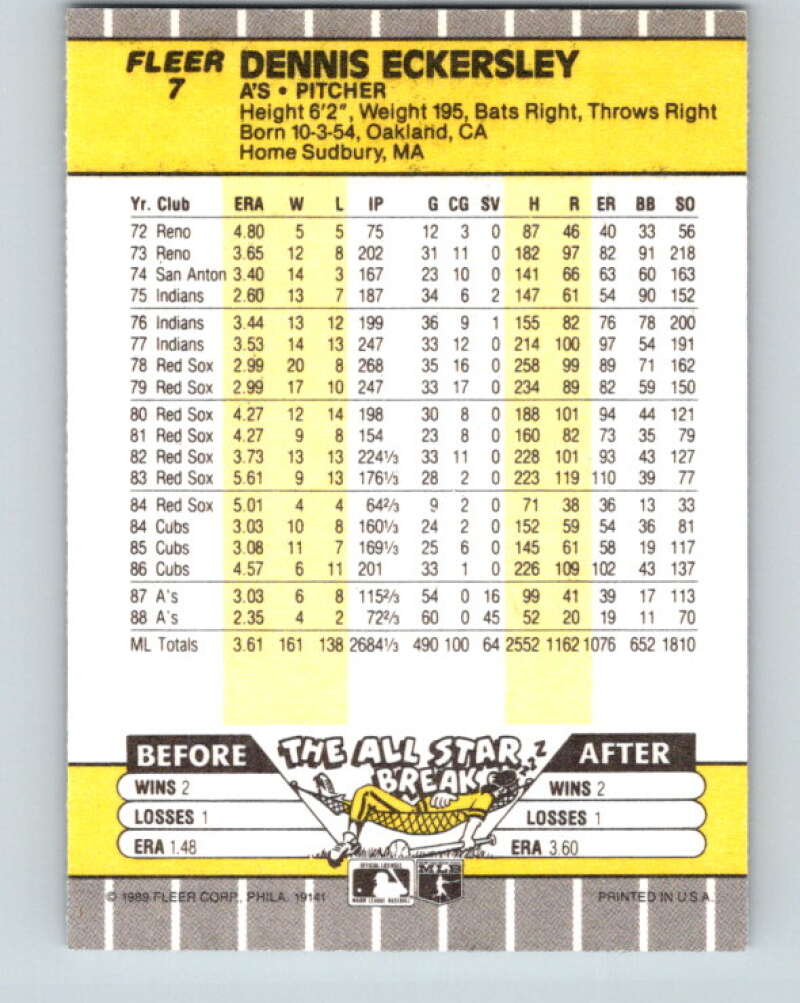 FLEER
7
DENNIS ECKERSLEY
A'S • PITCHER
Height 6'2", Weight 195, Bats Right, Throws Right
Born 10-3-54, Oakland, CA
Home Sudbury, MA
Yr. Club ERA W L IP G CG SV H R ER BB SO
72 Reno 4.80 5 5 75 12 3 0 87 46 40 33 56
73 Reno 3.65 12 8 202 31 11 0 182 97 82 91 218
74 San Anton 3.40 14 3 167 23 10 0 141 66 63 60 163
75 Indians 2.60 13 7 187 34 6 2 147 61 54 90 152
76 Indians 3.44 13 12 199 36 9 1 155 82 76 78 200
77 Indians 3.53 14 13 247 33 12 0 214 100 97 54 191
78 Red Sox 2.99 20 8 268 35 16 0 258 99 89 71 162
79 Red Sox 2.99 17 10 247 33 17 0 234 89 82 59 150
80 Red Sox 4.27 12 14 198 30 8 0 188 101 94 44 121
81 Red Sox 4.27 9 8 154 23 8 0 160 82 73 35 79
82 Red Sox 3.73 13 13 224⅓ 33 11 0 228 101 93 43 127
83 Red Sox 5.61 9 13 176⅓ 28 2 0 223 119 110 39 77
84 Red Sox 5.01 4 4 64⅔ 9 2 0 71 38 36 13 33
84 Cubs 3.03 10 8 160⅓ 24 2 0 152 59 54 36 81
85 Cubs 3.08 11 7 169⅓ 25 6 0 145 61 58 19 117
86 Cubs 4.57 6 11 201 33 1 0 226 109 102 43 137
87 A's 3.03 6 8 115⅔ 54 0 16 99 41 39 17 113
88 A's 2.35 4 2 72⅔ 60 0 45 52 20 19 11 70
ML Totals 3.61 161 138 2684⅓ 490 100 64 2552 1162 1076 652 1810
BEFORE THE ALL STAR BREAK AFTER
ZZZZ
WINS 2 WINS 2
LOSSES 1 LOSSES 1
ERA 1.48 ERA 3.60
OFFICIAL LICENSEE
MAJOR LEAGUE BASEBALL
MLB
© 1989 FLEER CORP., PHILA. 19141 PRINTED IN U.S.A.